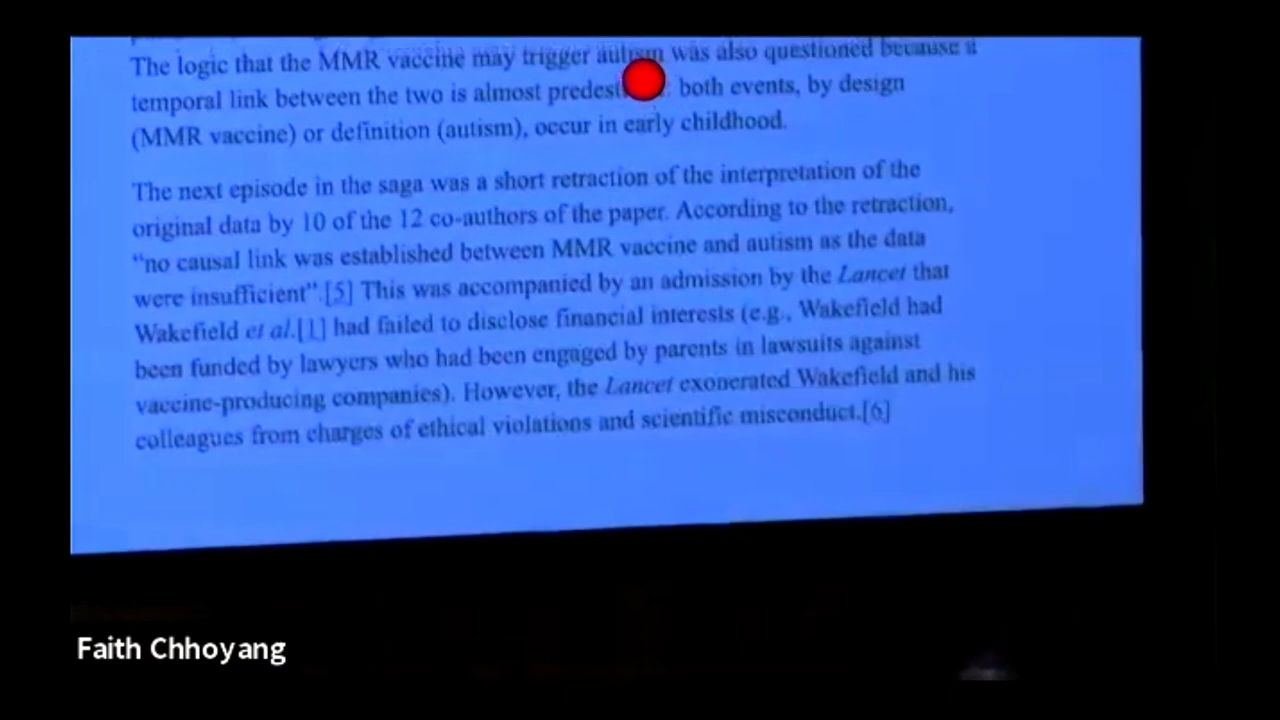 The logic that the MMR vaccine may trigger autism was also questioned because a
temporal link between the two is almost both events, by design
(MMR vaccine) or definition (autism), occur in early childhood.
The next episode in the saga was a short retraction of the interpretation of the
original data by 10 of the 12 co-authors of the paper. According to the retraction,
“no causal link was established between MMR vaccine and autism as the data
were insufficient”.[5] This was accompanied by an admission by the Lancet that
Wakefield et al.[1] had failed to disclose financial interests (e.g., Wakefield had
been funded by lawyers who had been engaged by parents in lawsuits against
vaccine-producing companies). However, the Lancet exonerated Wakefield and his
colleagues from charges of ethical violations and scientific misconduct.[6]
Faith Chhoyang